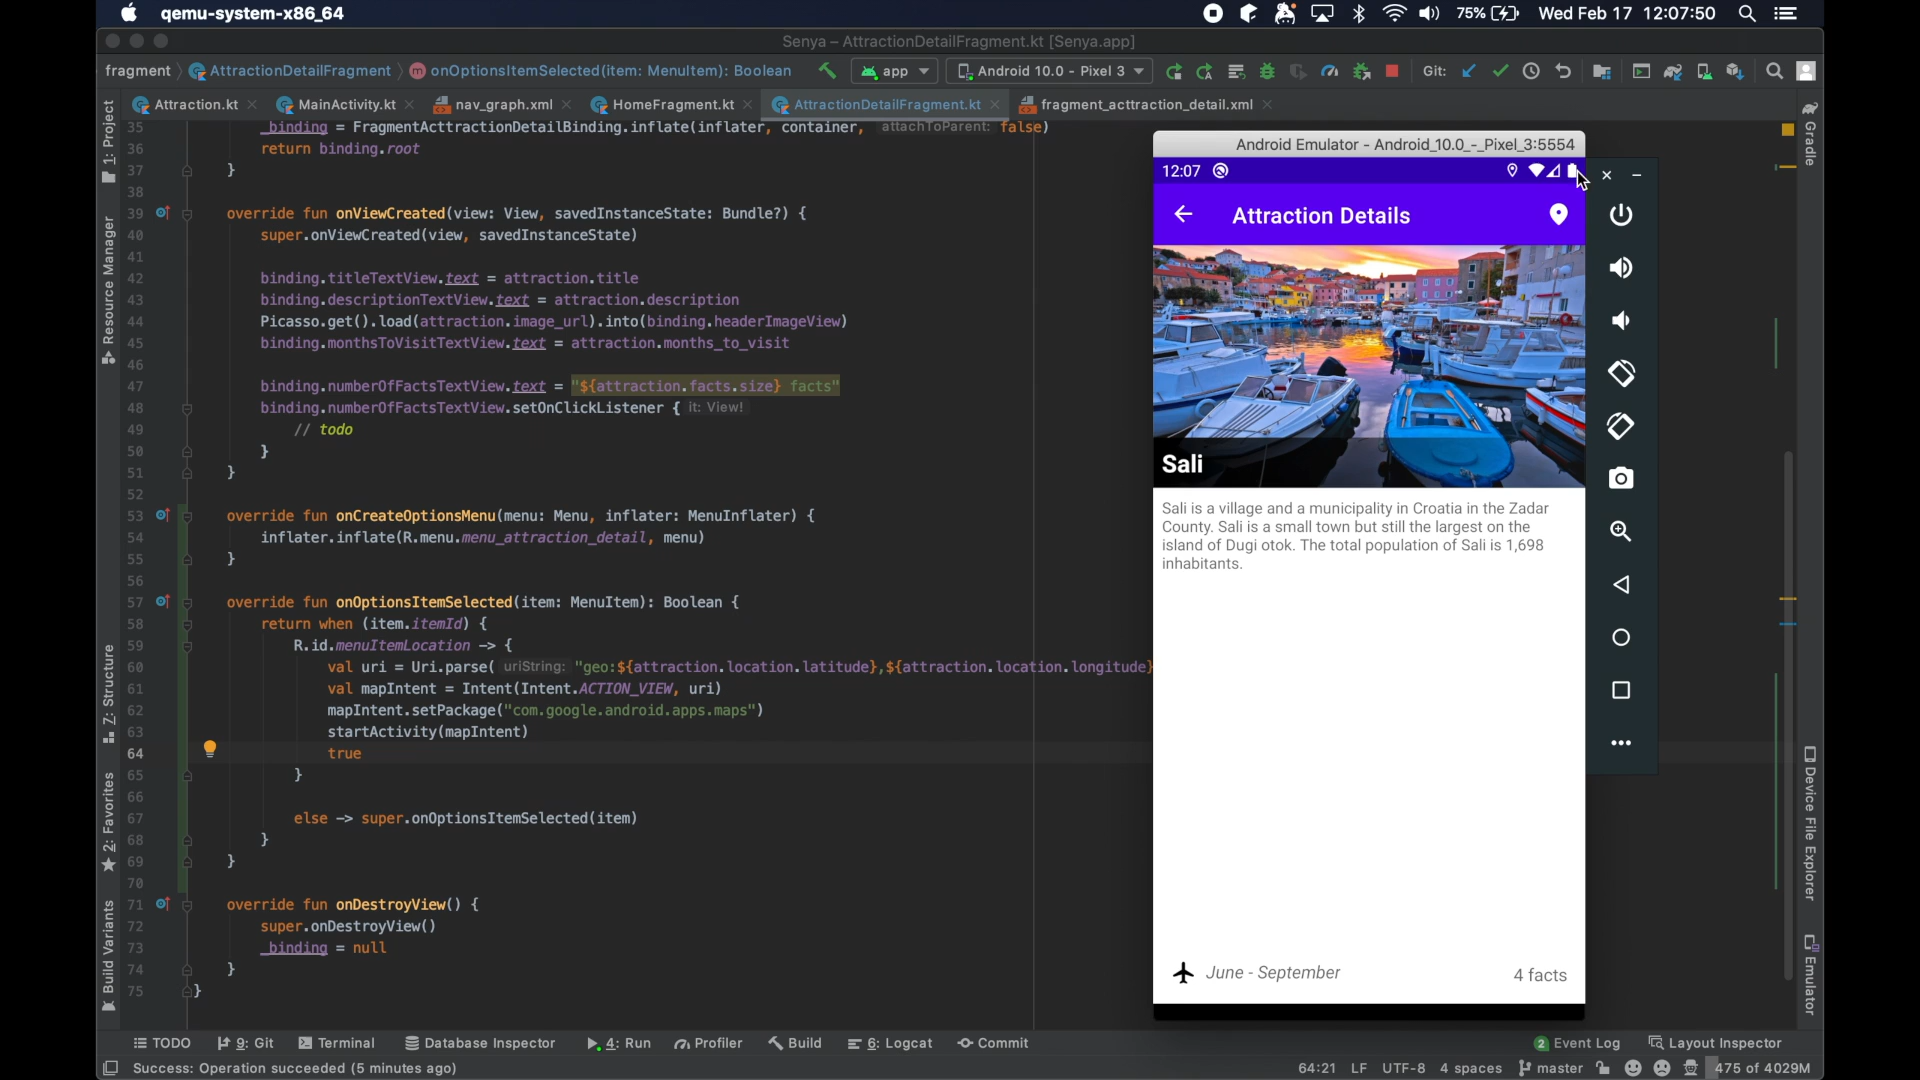 qemu-system-x86_64
75%
Wed Feb 17 12:07:50
Senya – AttractionDetailFragment.kt [Senya.app]
fragment
AttractionDetailFragment
onOptionsItemSelected(item: MenuItem): Boolean
app
Android 10.0 - Pixel 3
Git:
Attraction.kt
MainActivity.kt
nav_graph.xml
HomeFragment.kt
AttractionDetailFragment.kt
fragment_acttraction_detail.xml
1: Project
Resource Manager
Z: Structure
2: Favorites
Build Variants
Gradle
Device File Explorer
Emulator
35 _binding = FragmentActtractionDetailBinding.inflate(inflater, container, attachToParent: false)
36 return binding.root
37 }
38
39 override fun onViewCreated(view: View, savedInstanceState: Bundle?) {
40 super.onViewCreated(view, savedInstanceState)
41
42 binding.titleTextView.text = attraction.title
43 binding.descriptionTextView.text = attraction.description
44 Picasso.get().load(attraction.image_url).into(binding.headerImageView)
45 binding.monthsToVisitTextView.text = attraction.months_to_visit
46
47 binding.numberOfFactsTextView.text = "${attraction.facts.size} facts"
48 binding.numberOfFactsTextView.setOnClickListener { it: View!
49 // todo
50 }
51 }
52
53 override fun onCreateOptionsMenu(menu: Menu, inflater: MenuInflater) {
54 inflater.inflate(R.menu.menu_attraction_detail, menu)
55 }
56
57 override fun onOptionsItemSelected(item: MenuItem): Boolean {
58 return when (item.itemId) {
59 R.id.menuItemLocation -> {
60 val uri = Uri.parse( uriString: "geo:${attraction.location.latitude},${attraction.location.longitude}
61 val mapIntent = Intent(Intent.ACTION_VIEW, uri)
62 mapIntent.setPackage("com.google.android.apps.maps")
63 startActivity(mapIntent)
64 true
65 }
66
67 else -> super.onOptionsItemSelected(item)
68 }
69 }
70
71 override fun onDestroyView() {
72 super.onDestroyView()
73 _binding = null
74 }
75 }
Android Emulator - Android_10.0_-_Pixel_3:5554
12:07
Attraction Details
Sali
Sali is a village and a municipality in Croatia in the Zadar
County. Sali is a small town but still the largest on the
island of Dugi otok. The total population of Sali is 1,698
inhabitants.
June - September
4 facts
TODO
9: Git
Terminal
Database Inspector
4: Run
Profiler
Build
6: Logcat
Commit
2 Event Log
Layout Inspector
Success: Operation succeeded (5 minutes ago)
64:21 LF UTF-8 4 spaces master 475 of 4029M